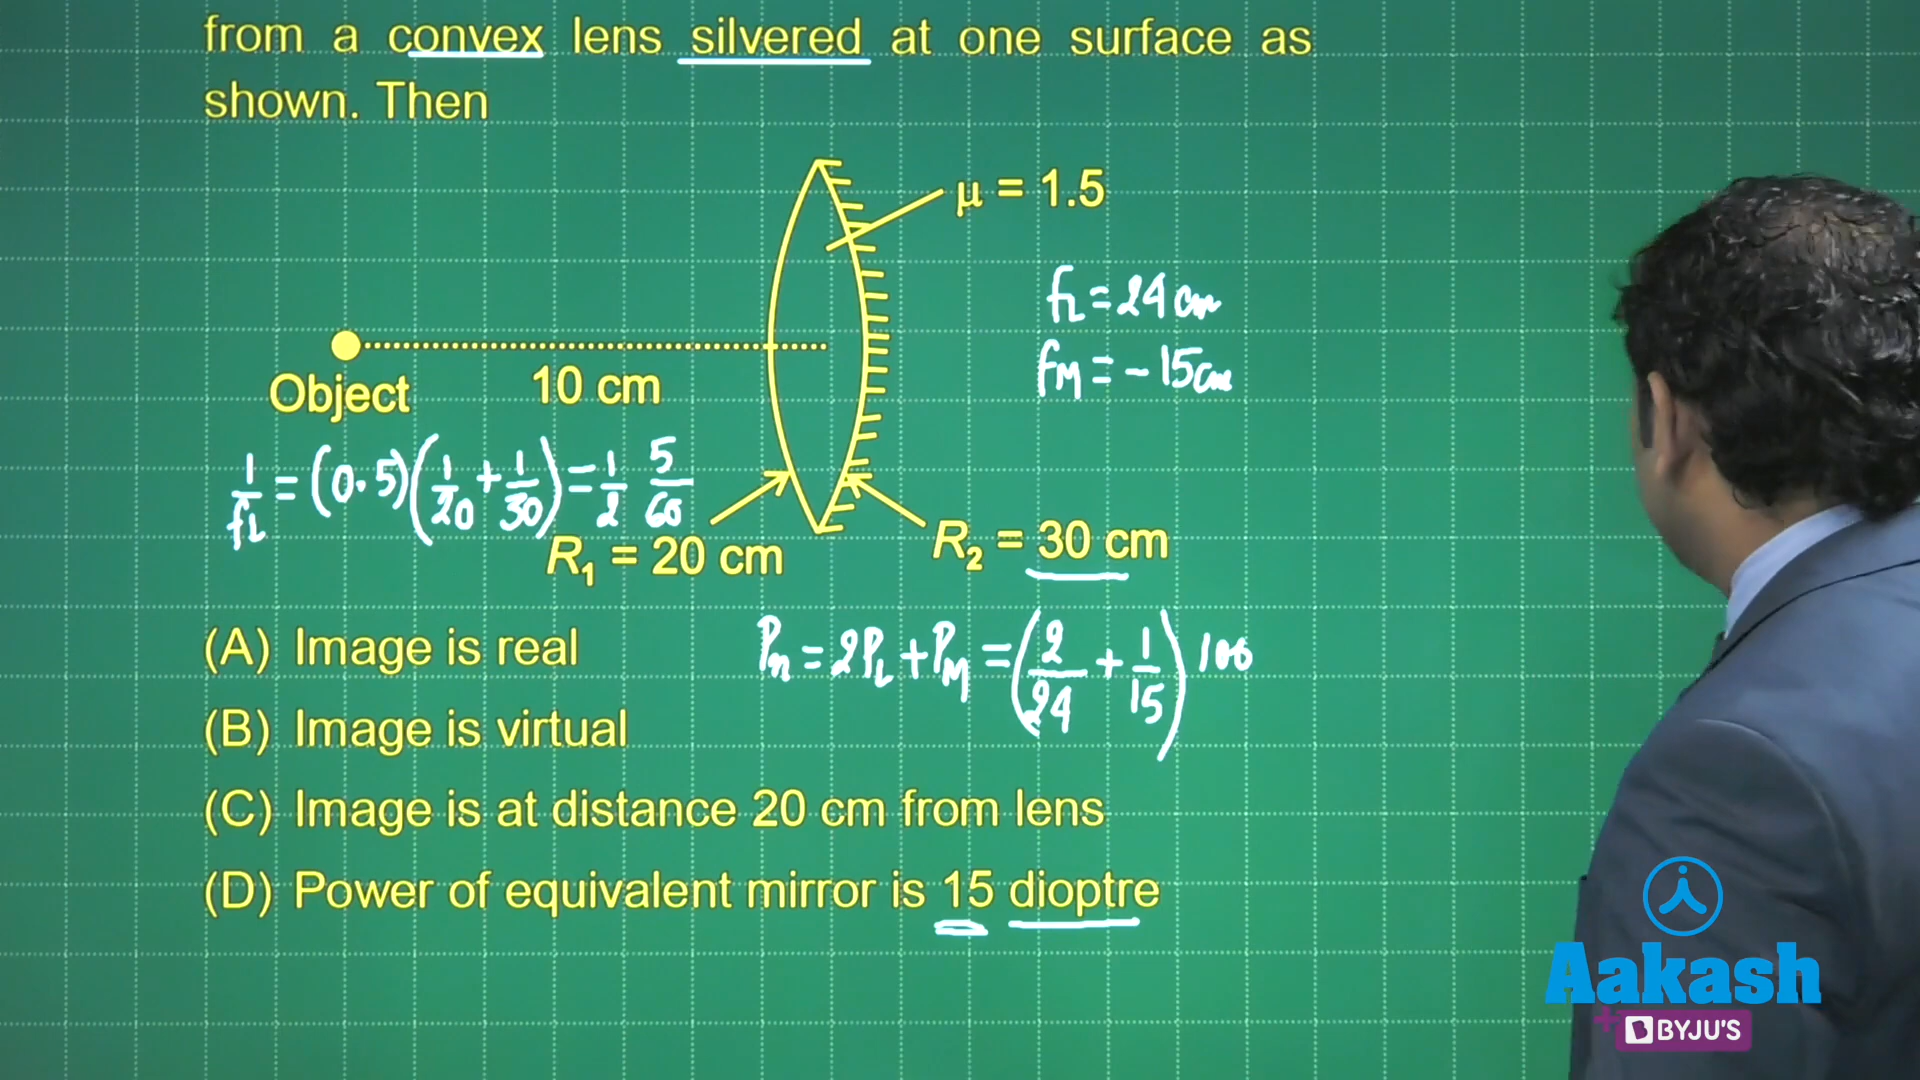 from a convex lens silvered at one surface as
shown. Then
μ = 1.5
fL = 24 cm
fM = - 15 cm
Object
10 cm
1/fL = (0.5)(1/20 + 1/30) = 1/2 5/60
R₁ = 20 cm
R₂ = 30 cm
(A) Image is real
Pn = 2PL + PM = (2/24 + 1/15) 100
(B) Image is virtual
(C) Image is at distance 20 cm from lens
(D) Power of equivalent mirror is 15 dioptre
Aakash
+ B BYJU'S